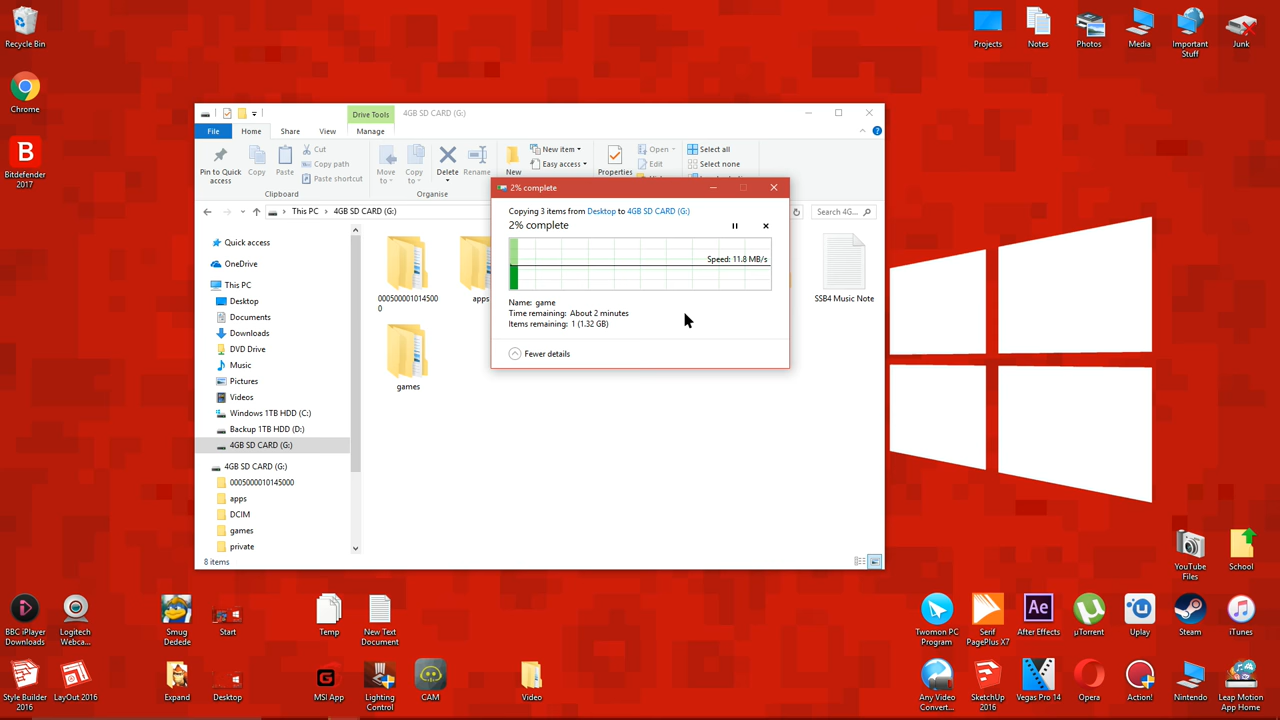 Recycle Bin
Chrome
Bitdefender
2017
Projects
Notes
Photos
Media
Important
Stuff
Junk
Drive Tools
4GB SD CARD (G:)
File
Home
Share
View
Manage
Pin to Quick
access
Copy
Paste
Cut
Copy path
Paste shortcut
Clipboard
Move
to
Copy
to
Delete
Rename
Organise
New
New item
Easy access
Properties
Open
Edit
Select all
Select none
This PC
4GB SD CARD (G:)
Search 4G...
Quick access
OneDrive
This PC
Desktop
Documents
Downloads
DVD Drive
Music
Pictures
Videos
Windows 1TB HDD (C:)
Backup 1TB HDD (D:)
4GB SD CARD (G:)
4GB SD CARD (G:)
0005000010145000
apps
DCIM
games
private
000500001014500
0
apps
SSB4 Music Note
games
8 items
2% complete
Copying 3 items from Desktop to 4GB SD CARD (G:)
2% complete
Speed: 11.8 MB/s
Name: game
Time remaining: About 2 minutes
Items remaining: 1 (1.32 GB)
Fewer details
YouTube
Files
School
BBC iPlayer
Downloads
Logitech
Webca...
Smug
Dedede
Start
Temp
New Text
Document
Twomon PC
Program
Serif
PagePlus X7
Ae
After Effects
µTorrent
Uplay
Steam
iTunes
Style Builder
2016
LayOut 2016
Expand
Desktop
MSI App
Lighting
Control
CAM
Video
Any Video
Convert...
SketchUp
2016
Vegas Pro 14
Opera
Action!
Nintendo
Leap Motion
App Home